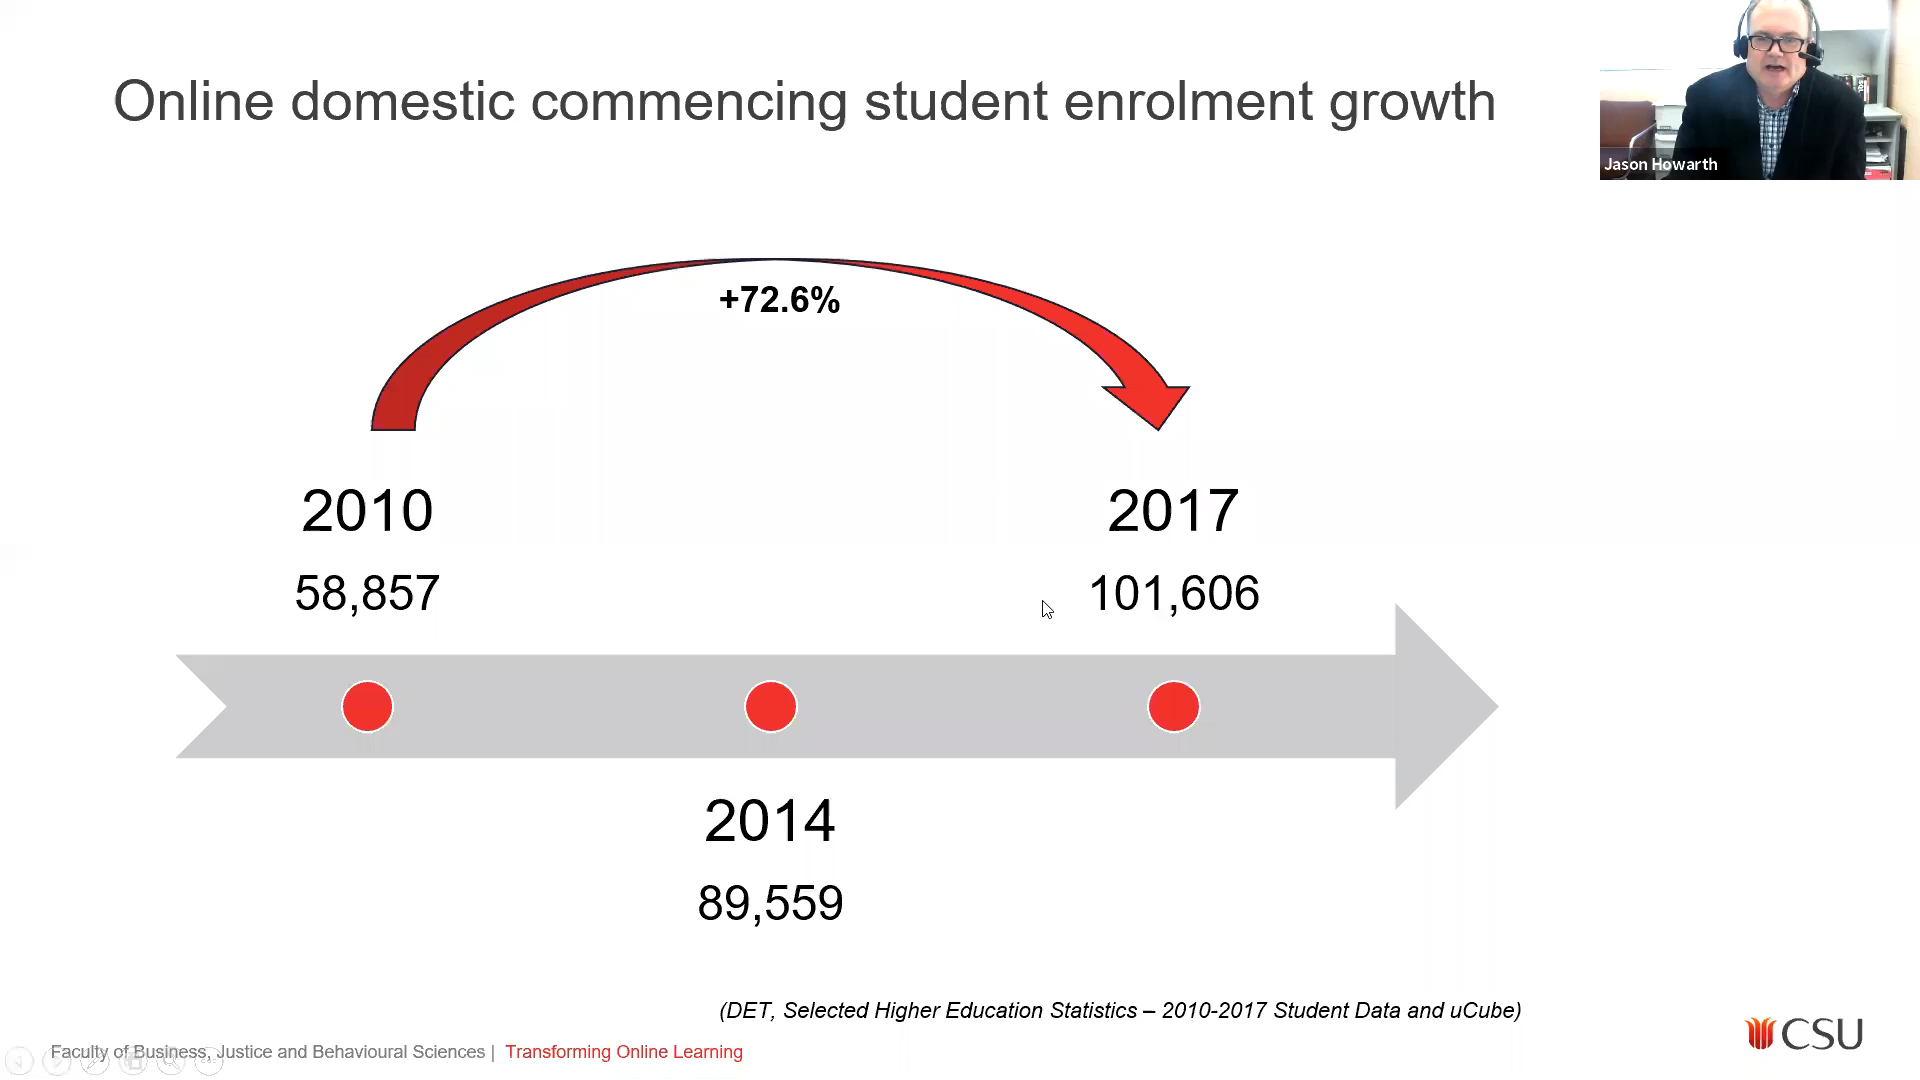 Online domestic commencing student enrolment growth
Jason Howarth
+72.6%
2010
2017
58,857
101,606
2014
89,559
(DET, Selected Higher Education Statistics – 2010-2017 Student Data and uCube)
CSU
Faculty of Business, Justice and Behavioural Sciences | Transforming Online Learning